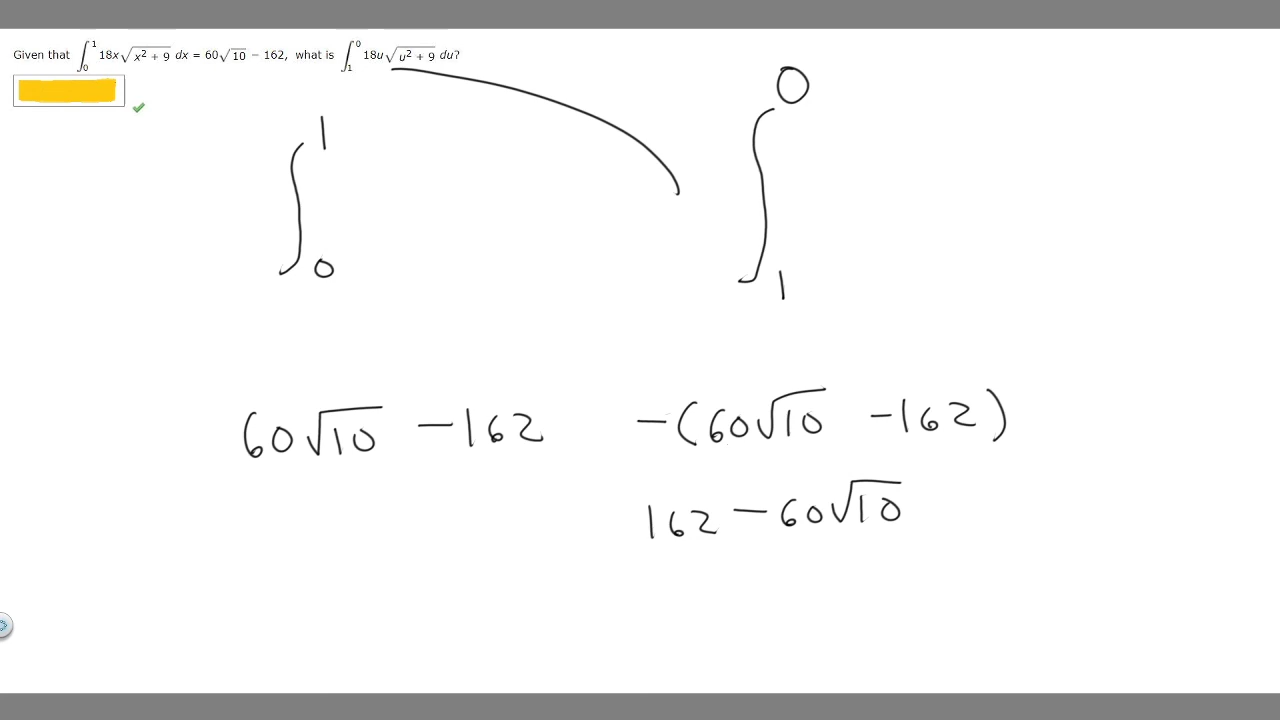 Given that ∫₀¹ 18x√(x² + 9) dx = 60√10 − 162, what is ∫₁⁰ 18u√(u² + 9) du?
∫₀¹ ∫₁⁰
60√10 − 162 −(60√10 − 162)
162 − 60√10